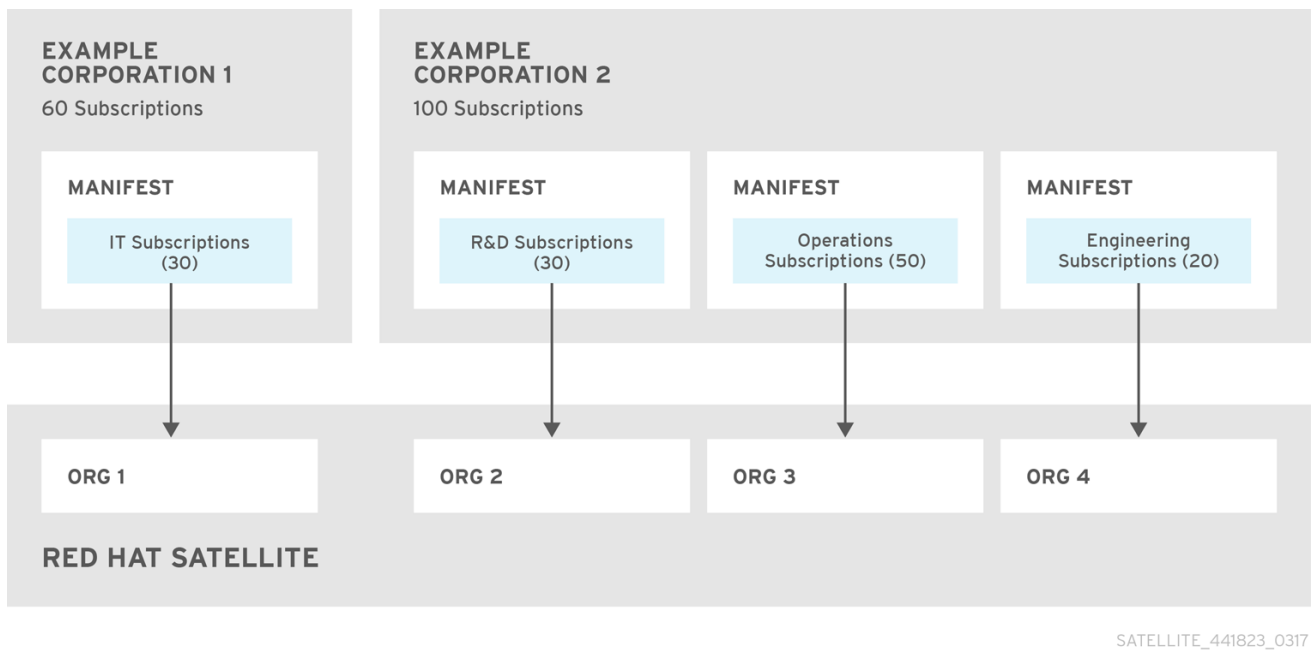 EXAMPLE
CORPORATION 1
60 Subscriptions
MANIFEST
IT Subscriptions
(30)
EXAMPLE
CORPORATION 2
100 Subscriptions
MANIFEST
R&D Subscriptions
(30)
MANIFEST
Operations
Subscriptions (50)
MANIFEST
Engineering
Subscriptions (20)
ORG 1
ORG 2
ORG 3
ORG 4
RED HAT SATELLITE
SATELLITE_441823_0317